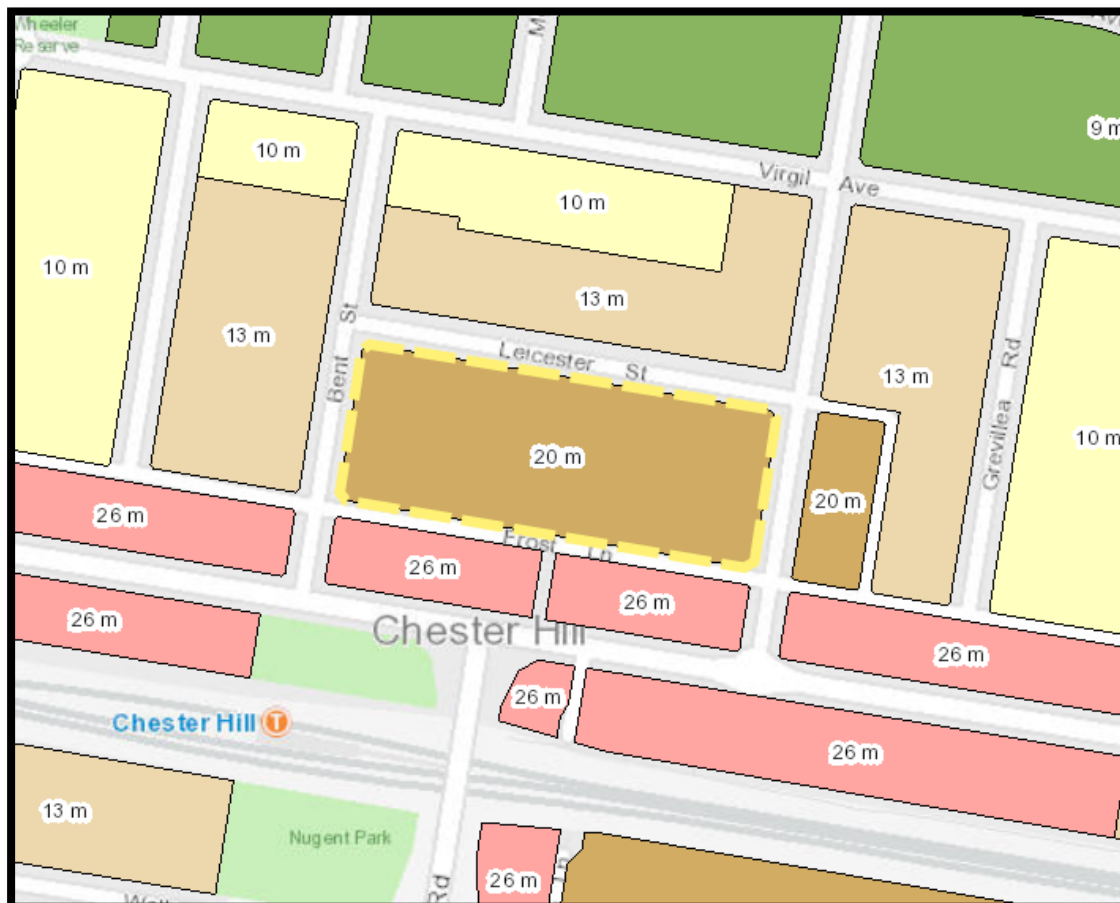 Wheeler
Reserve
M
9 m
10 m
Virgil Ave
10 m
10 m
13 m
13 m
Bent St
Leicester St
13 m
Grevillea Rd
10 m
20 m
20 m
26 m
Frost Ln
26 m
26 m
26 m
Chester Hill
26 m
26 m
Chester Hill T
26 m
13 m
Nugent Park
26 m
Ln
Rd